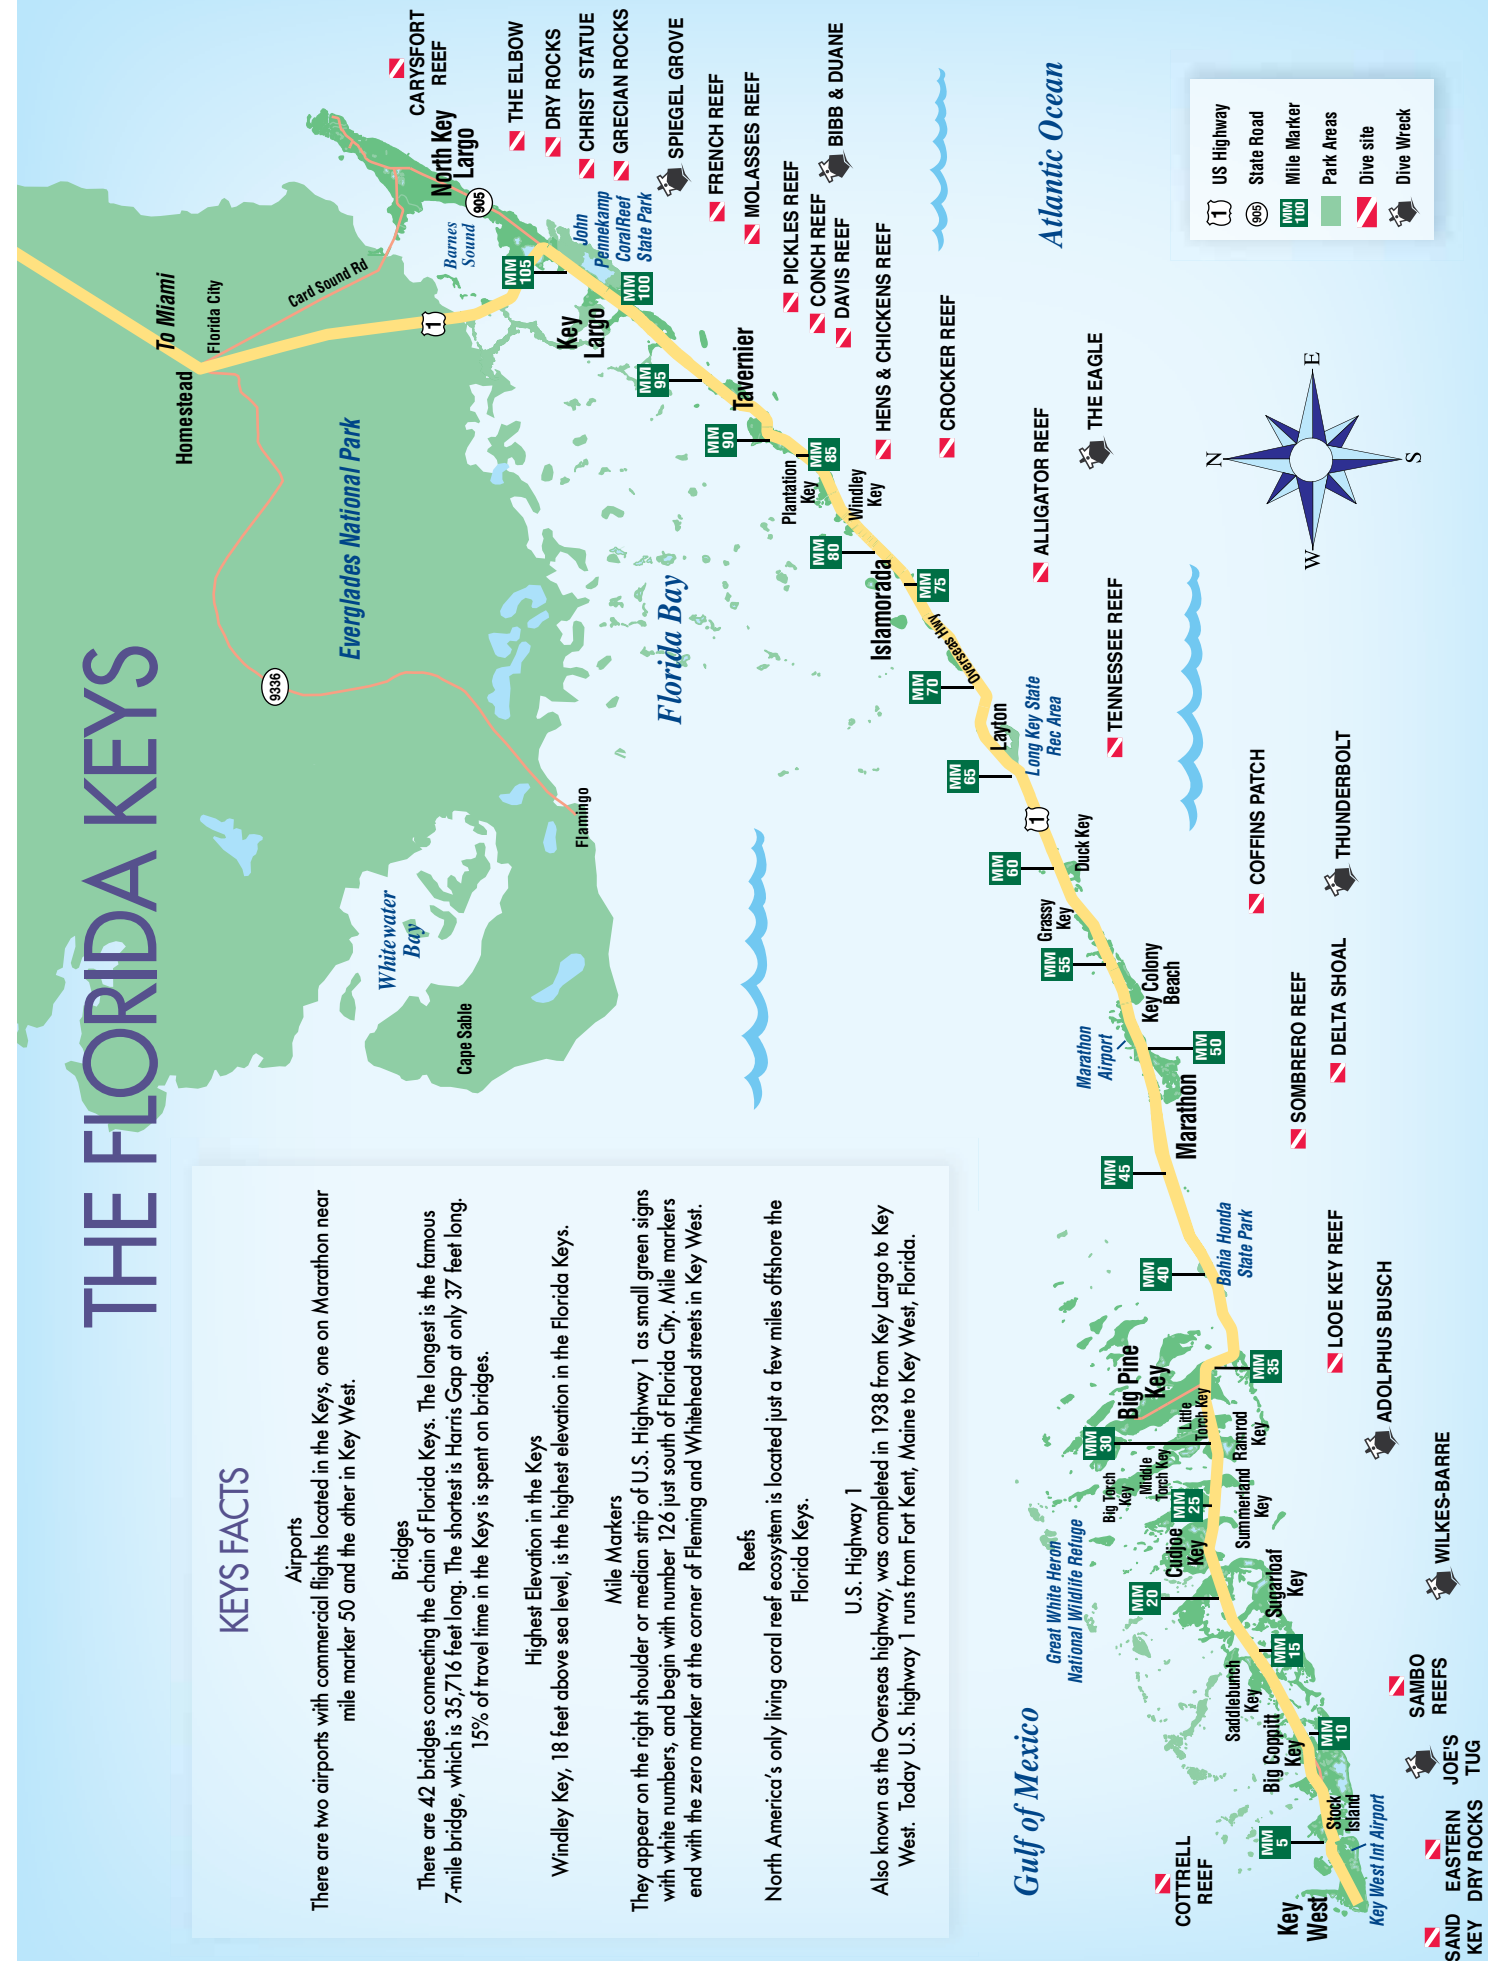 THE FLORIDA KEYS
KEYS FACTS
Airports
There are two airports with commercial flights located in the Keys, one on Marathon near
mile marker 50 and the other in Key West.
Bridges
There are 42 bridges connecting the chain of Florida Keys. The longest is the famous
7-mile bridge, which is 35,716 feet long. The shortest is Harris Gap at only 37 feet long.
15% of travel time in the Keys is spent on bridges.
Highest Elevation in the Keys
Windley Key, 18 feet above sea level, is the highest elevation in the Florida Keys.
Mile Markers
They appear on the right shoulder or median strip of U.S. Highway 1 as small green signs
with white numbers, and begin with number 126 just south of Florida City. Mile markers
end with the zero marker at the corner of Fleming and Whitehead streets in Key West.
Reefs
North America's only living coral reef ecosystem is located just a few miles offshore the
Florida Keys.
U.S. Highway 1
Also known as the Overseas highway, was completed in 1938 from Key Largo to Key
West. Today U.S. highway 1 runs from Fort Kent, Maine to Key West, Florida.
To Miami
Homestead
Florida City
Card Sound Rd
Everglades National Park
9336
Flamingo
Whitewater
Bay
Cape Sable
Florida Bay
1
Barnes
Sound
905
North Key
Largo
CARYSFORT
REEF
THE ELBOW
DRY ROCKS
CHRIST STATUE
GRECIAN ROCKS
SPIEGEL GROVE
FRENCH REEF
MOLASSES REEF
PICKLES REEF
CONCH REEF
DAVIS REEF
BIBB & DUANE
HENS & CHICKENS REEF
CROCKER REEF
ALLIGATOR REEF
THE EAGLE
TENNESSEE REEF
COFFINS PATCH
THUNDERBOLT
DELTA SHOAL
SOMBRERO REEF
LOOE KEY REEF
ADOLPHUS BUSCH
WILKES-BARRE
SAMBO
REEFS
JOE'S
TUG
EASTERN
DRY ROCKS
SAND
KEY
COTTRELL
REEF
John
Pennekamp
CoralReef
State Park
MM
105
MM
100
Key
Largo
MM
95
Tavernier
MM
90
Plantation
Key
MM
85
Windley
Key
MM
80
Islamorada
MM
75
Overseas Hwy
MM
70
Layton
Long Key State
Rec Area
MM
65
1
MM
60
Duck Key
Grassy
Key
MM
55
Key Colony
Beach
Marathon
Airport
MM
50
Marathon
MM
45
Bahia Honda
State Park
MM
40
MM
35
Big Pine
Key
Little
Torch Key
MM
30
Middle
Torch Key
Big Torch
Key
Ramrod
Key
Summerland
Key
MM
25
Cudjoe
Key
Great White Heron
National Wildlife Refuge
MM
20
Sugarloaf
Key
MM
15
Saddlebunch
Key
Big Coppitt
Key
MM
10
Stock
Island
MM
5
Key West Int Airport
Key
West
Gulf of Mexico
Atlantic Ocean
N
E
S
W
1
US Highway
905
State Road
MM
100
Mile Marker
Park Areas
Dive site
Dive Wreck